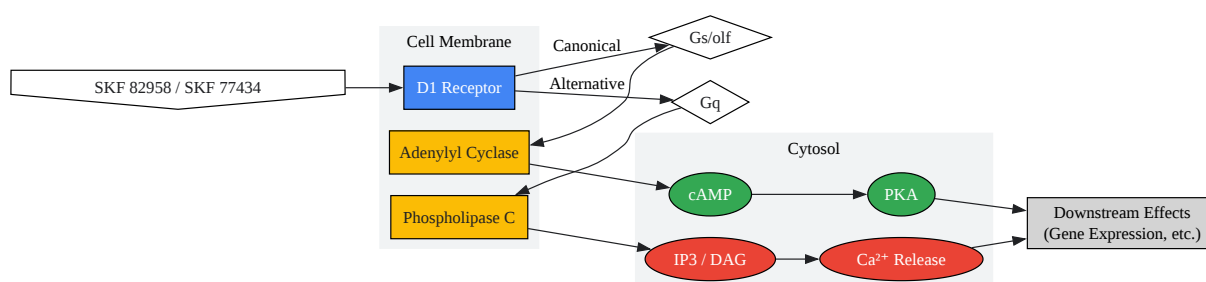 Cell Membrane
Gs/olf
Canonical
SKF 82958 / SKF 77434
D1 Receptor
Alternative
Gq
Adenylyl Cyclase
Cytosol
cAMP
PKA
Phospholipase C
Downstream Effects
(Gene Expression, etc.)
IP3 / DAG
Ca²⁺ Release